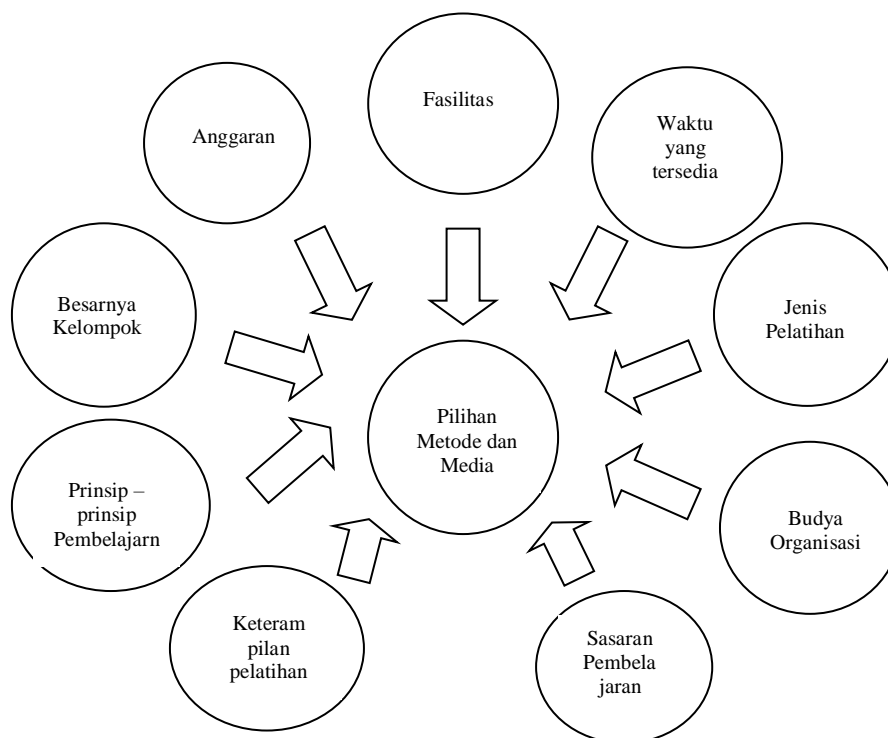 Fasilitas
Anggaran
Waktu
yang
tersedia
Besarnya
Kelompok
Jenis
Pelatihan
Pilihan
Metode dan
Media
Prinsip –
prinsip
Pembelajarn
Budya
Organisasi
Keteram
pilan
pelatihan
Sasaran
Pembela
jaran